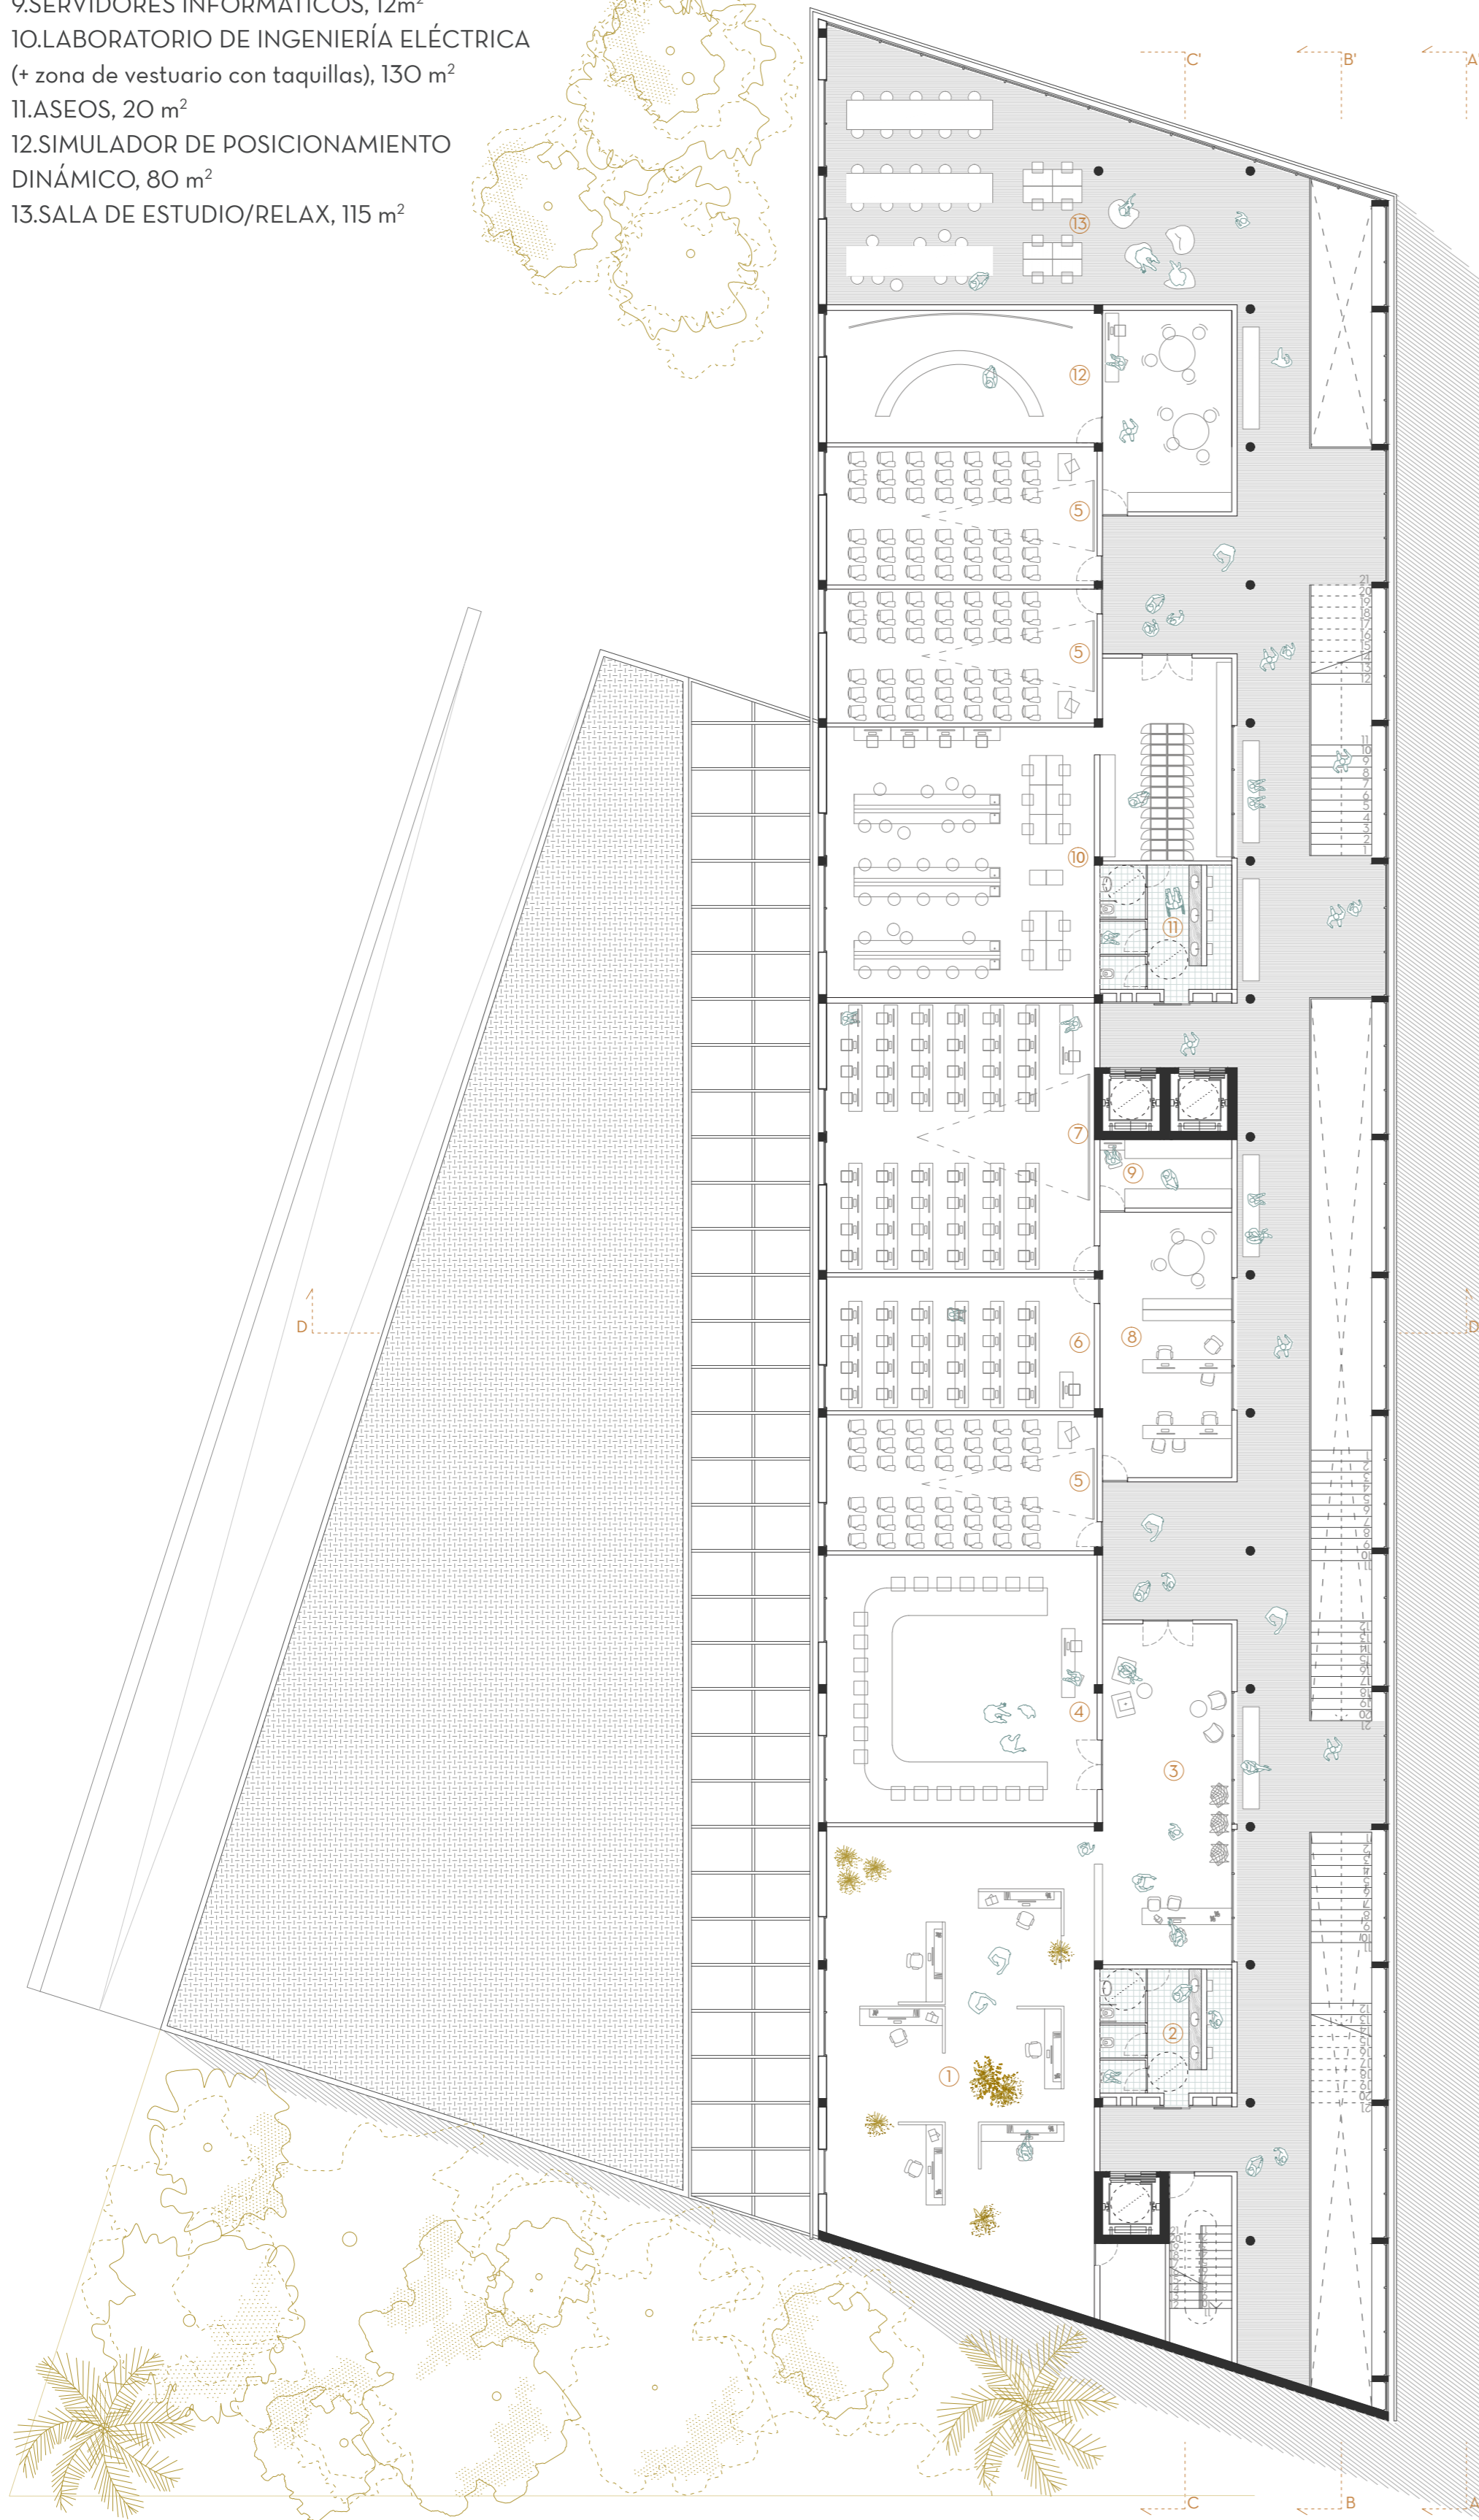 9.SERVIDORES INFORMÁTICOS, 12m²
10.LABORATORIO DE INGENIERÍA ELÉCTRICA
(+ zona de vestuario con taquillas), 130 m²
11.ASEOS, 20 m²
12.SIMULADOR DE POSICIONAMIENTO
DINÁMICO, 80 m²
13.SALA DE ESTUDIO/RELAX, 115 m²
C' B' A'
13
12
5
5
10
11
7
9
D D'
6
8
5
4
3
2
1
C B A